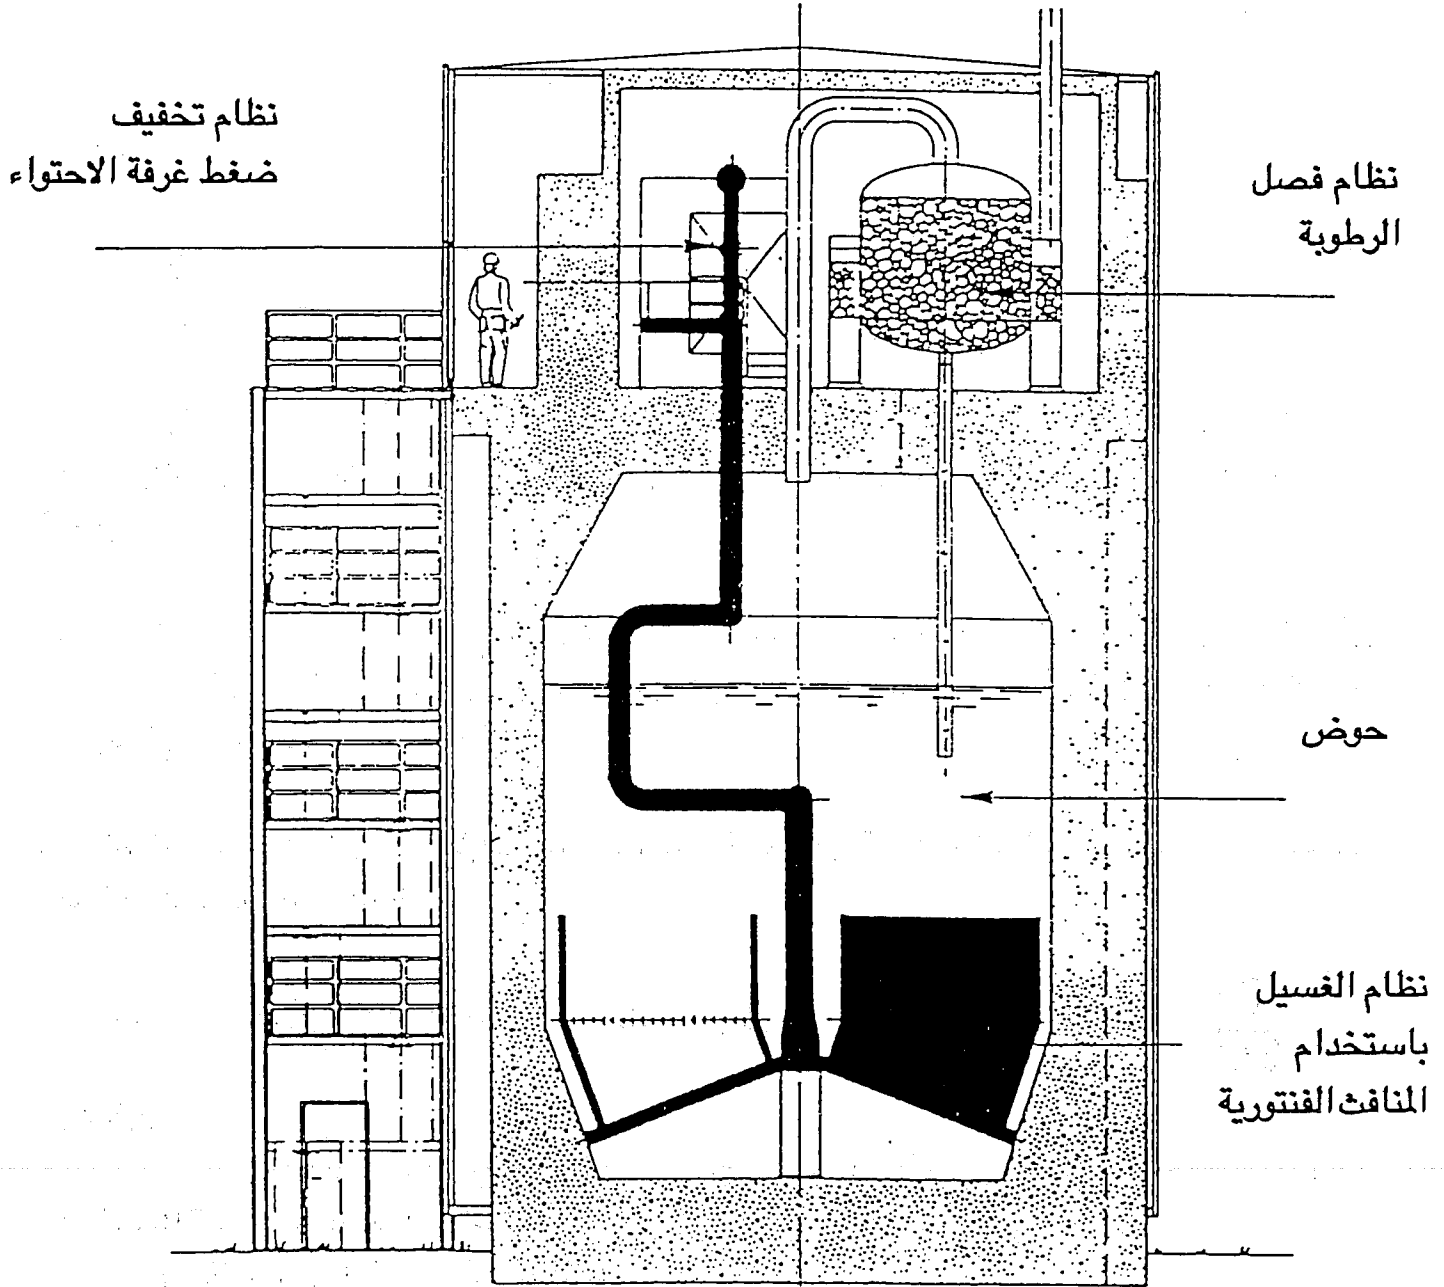 نظام تخفيف
ضغط غرفة الاحتواء
نظام فصل
الرطوبة
حوض
نظام الغسيل
باستخدام
المنافث الفنتورية